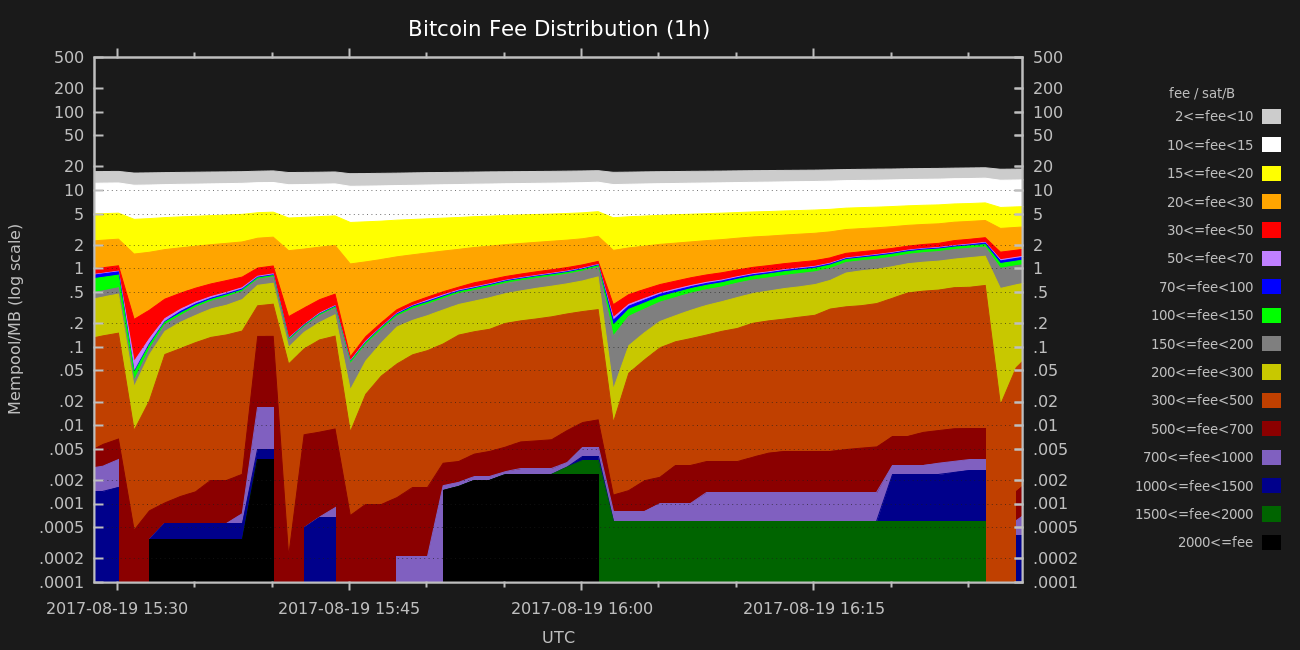 Bitcoin Fee Distribution (1h)
500 500
200 200
100 100
50 50
20 20
10 10
5 5
2 2
1 1
.5 .5
.2 .2
.1 .1
.05 .05
.02 .02
.01 .01
.005 .005
.002 .002
.001 .001
.0005 .0005
.0002 .0002
.0001 .0001
Mempool/MB (log scale)
2017-08-19 15:30 2017-08-19 15:45 2017-08-19 16:00 2017-08-19 16:15
UTC
fee / sat/B
2<=fee<10
10<=fee<15
15<=fee<20
20<=fee<30
30<=fee<50
50<=fee<70
70<=fee<100
100<=fee<150
150<=fee<200
200<=fee<300
300<=fee<500
500<=fee<700
700<=fee<1000
1000<=fee<1500
1500<=fee<2000
2000<=fee